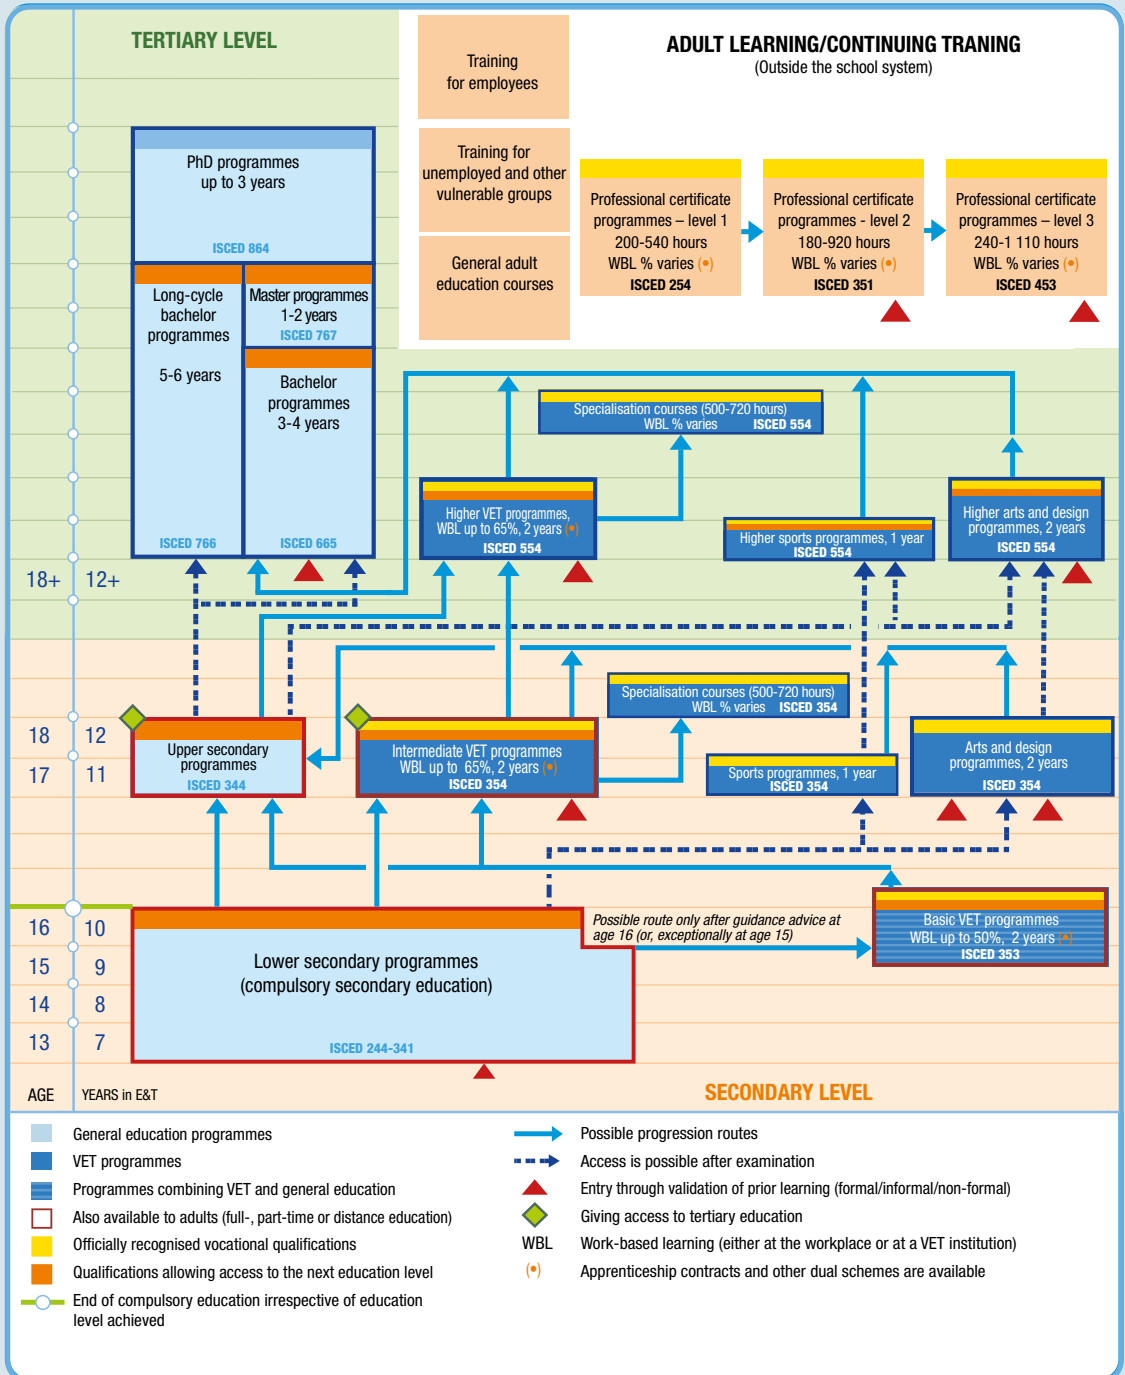 TERTIARY LEVEL
ADULT LEARNING/CONTINUING TRANING
(Outside the school system)
Training
for employees
Training for
unemployed and other
vulnerable groups
General adult
education courses
Professional certificate
programmes – level 1
200-540 hours
WBL % varies (•)
ISCED 254
Professional certificate
programmes - level 2
180-920 hours
WBL % varies (•)
ISCED 351
Professional certificate
programmes – level 3
240-1 110 hours
WBL % varies (•)
ISCED 453
PhD programmes
up to 3 years
ISCED 864
Long-cycle
bachelor
programmes
5-6 years
ISCED 766
Master programmes
1-2 years
ISCED 767
Bachelor
programmes
3-4 years
ISCED 665
Specialisation courses (500-720 hours)
WBL % varies ISCED 554
Higher VET programmes,
WBL up to 65%, 2 years (•)
ISCED 554
Higher sports programmes, 1 year
ISCED 554
Higher arts and design
programmes, 2 years
ISCED 554
18+ 12+
Specialisation courses (500-720 hours)
WBL % varies ISCED 354
18 12
17 11
Upper secondary
programmes
ISCED 344
Intermediate VET programmes
WBL up to 65%, 2 years (•)
ISCED 354
Sports programmes, 1 year
ISCED 354
Arts and design
programmes, 2 years
ISCED 354
16 10
15 9
14 8
13 7
Possible route only after guidance advice at
age 16 (or, exceptionally at age 15)
Basic VET programmes
WBL up to 50%, 2 years (•)
ISCED 353
Lower secondary programmes
(compulsory secondary education)
ISCED 244-341
AGE YEARS in E&T
SECONDARY LEVEL
General education programmes
VET programmes
Programmes combining VET and general education
Also available to adults (full-, part-time or distance education)
Officially recognised vocational qualifications
Qualifications allowing access to the next education level
End of compulsory education irrespective of education
level achieved
Possible progression routes
Access is possible after examination
Entry through validation of prior learning (formal/informal/non-formal)
Giving access to tertiary education
WBL Work-based learning (either at the workplace or at a VET institution)
(•) Apprenticeship contracts and other dual schemes are available